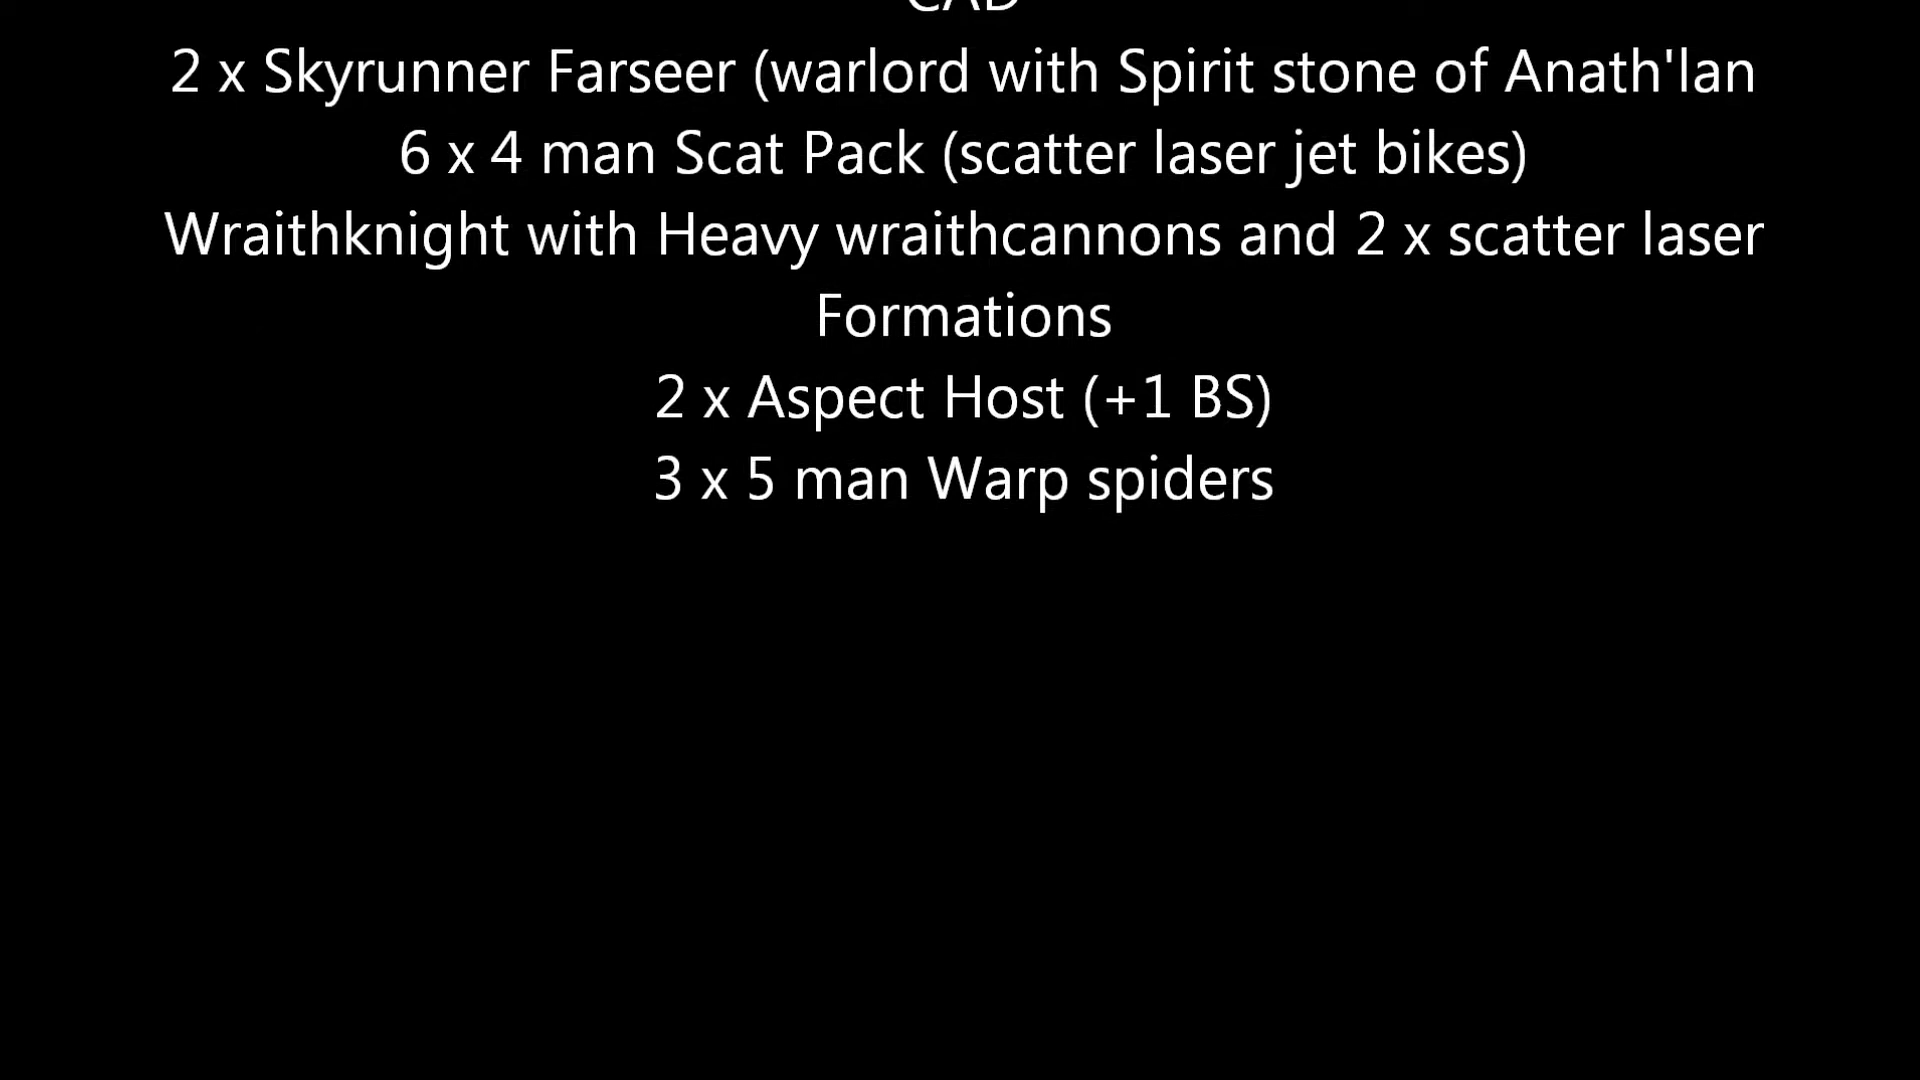 CAD
2 x Skyrunner Farseer (warlord with Spirit stone of Anath'lan
6 x 4 man Scat Pack (scatter laser jet bikes)
Wraithknight with Heavy wraithcannons and 2 x scatter laser
Formations
2 x Aspect Host (+1 BS)
3 x 5 man Warp spiders